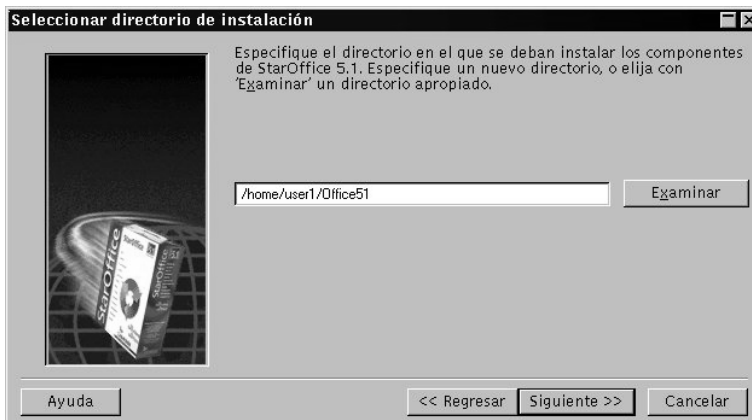 Seleccionar directorio de instalación
Especifique el directorio en el que se deban instalar los componentes
de StarOffice 5.1. Especifique un nuevo directorio, o elija con
'Examinar' un directorio apropiado.
/home/user1/Office51
Examinar
StarOffice
StarOffice
StarOffice
Ayuda
<< Regresar
Siguiente >>
Cancelar